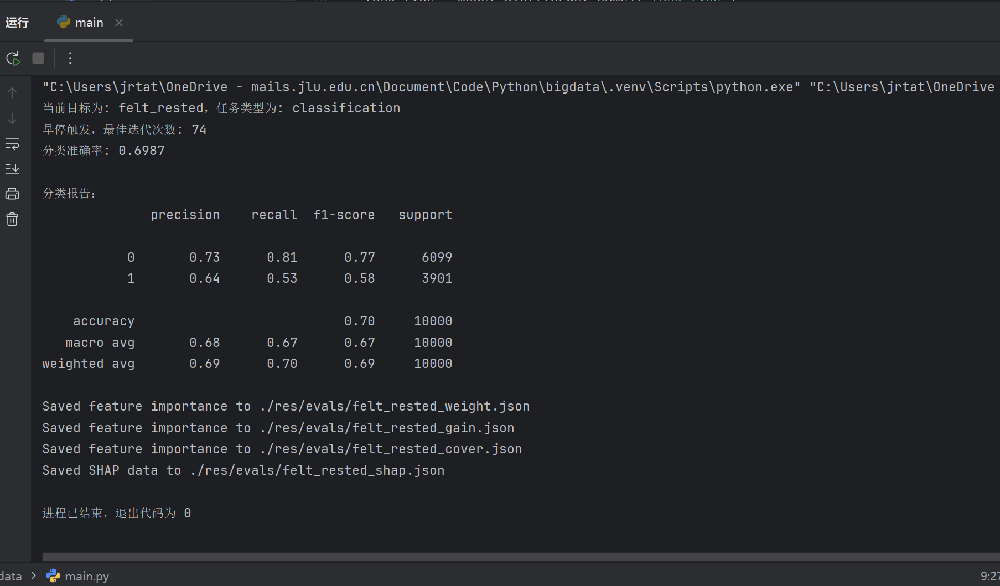 运行 main
"C:\Users\jrtat\OneDrive - mails.jlu.edu.cn\Document\Code\Python\bigdata\.venv\Scripts\python.exe" "C:\Users\jrtat\OneDrive
当前目标为: felt_rested，任务类型为: classification
早停触发，最佳迭代次数: 74
分类准确率: 0.6987
分类报告：
precision recall f1-score support
0 0.73 0.81 0.77 6099
1 0.64 0.53 0.58 3901
accuracy 0.70 10000
macro avg 0.68 0.67 0.67 10000
weighted avg 0.69 0.70 0.69 10000
Saved feature importance to ./res/evals/felt_rested_weight.json
Saved feature importance to ./res/evals/felt_rested_gain.json
Saved feature importance to ./res/evals/felt_rested_cover.json
Saved SHAP data to ./res/evals/felt_rested_shap.json
进程已结束，退出代码为 0
data > main.py 9:27